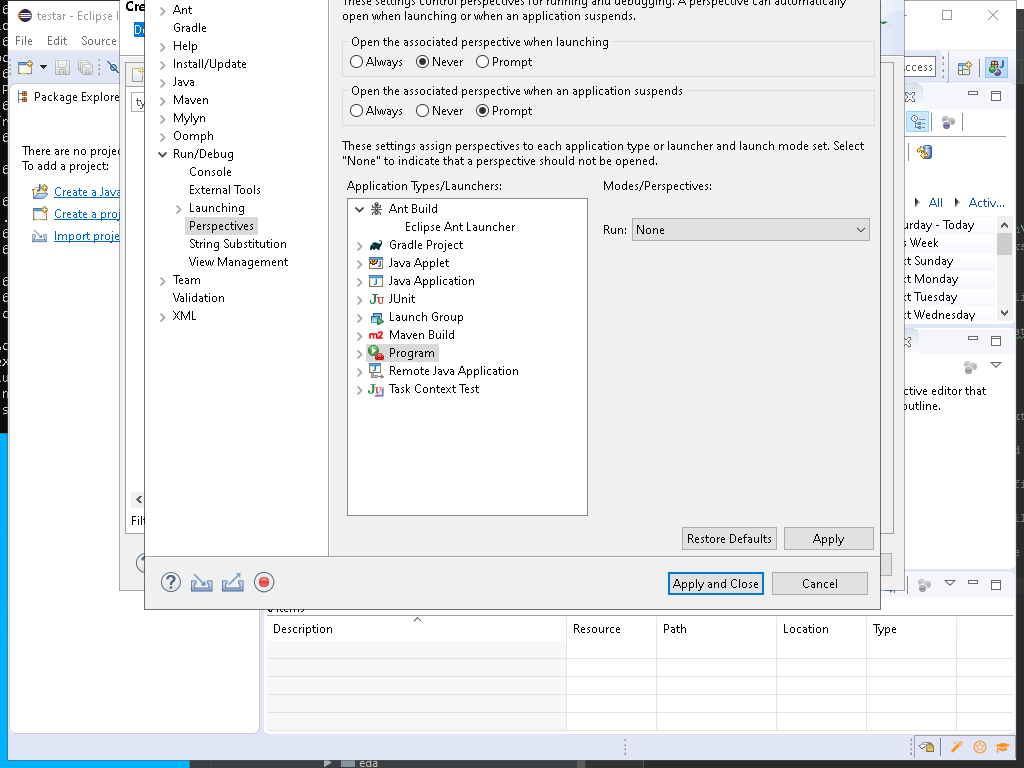 testar - Eclipse
File Edit Source
Package Explore
There are no projec
To add a project:
Create a Java
Create a proj
Import proje
Cre
ty
Ant
Gradle
Help
Install/Update
Java
Maven
Mylyn
Oomph
Run/Debug
Console
External Tools
Launching
Perspectives
String Substitution
View Management
Team
Validation
XML
These settings control perspectives for running and debugging. A perspective can automatically
open when launching or when an application suspends.
Open the associated perspective when launching
Always Never Prompt
Open the associated perspective when an application suspends
Always Never Prompt
These settings assign perspectives to each application type or launcher and launch mode set. Select
"None" to indicate that a perspective should not be opened.
Application Types/Launchers:
Ant Build
Eclipse Ant Launcher
Gradle Project
Java Applet
Java Application
JUnit
Launch Group
Maven Build
Program
Remote Java Application
Task Context Test
Modes/Perspectives:
Run: None
Restore Defaults Apply
Apply and Close Cancel
ccess
All Activ...
urday - Today
s Week
xt Sunday
xt Monday
xt Tuesday
xt Wednesday
ctive editor that
outline.
Filt
items
Description Resource Path Location Type
eda